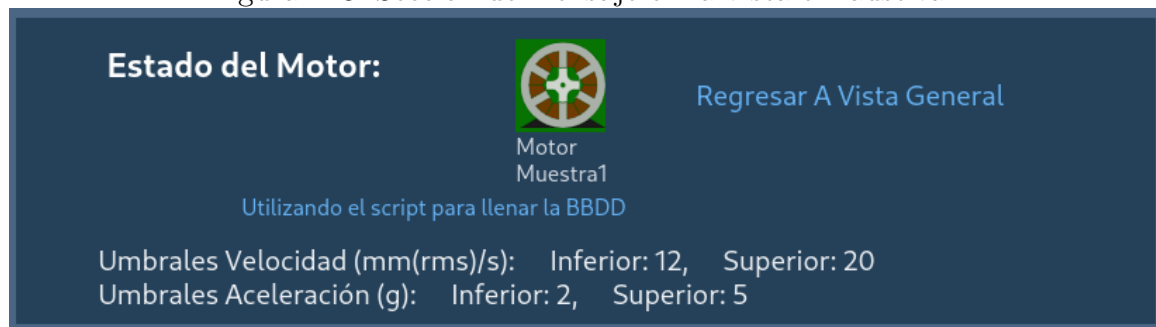 Estado del Motor:
Regresar A Vista General
Motor
Muestra1
Utilizando el script para llenar la BBDD
Umbrales Velocidad (mm(rms)/s): Inferior: 12, Superior: 20
Umbrales Aceleración (g): Inferior: 2, Superior: 5